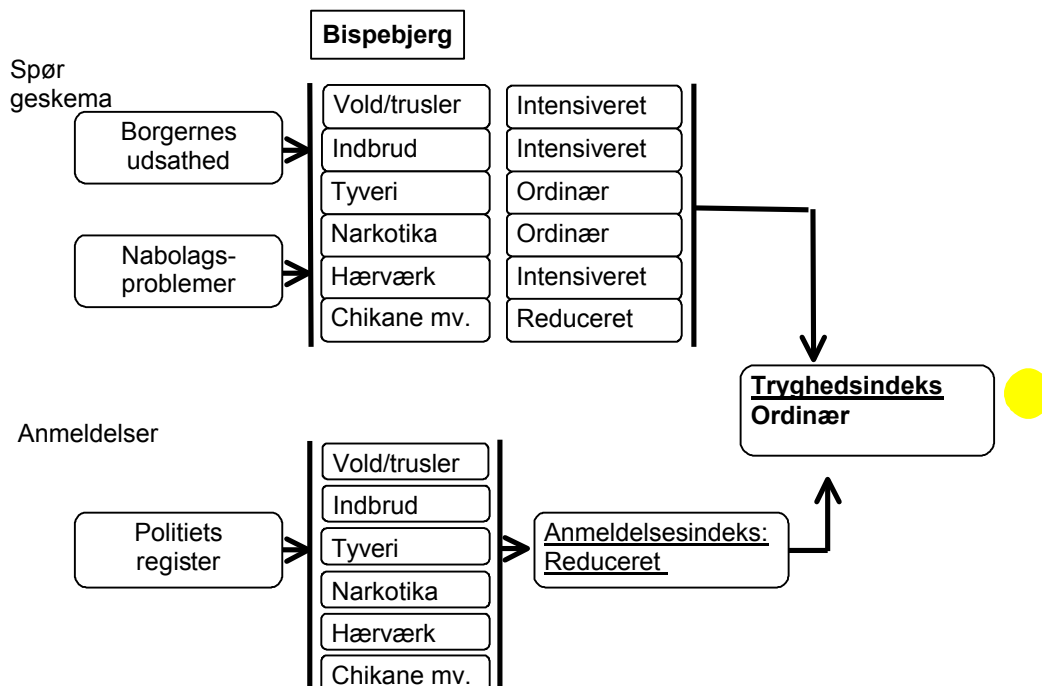 Bispebjerg
Spør
geskema
Borgernes
udsathed
Nabolags-
problemer
Vold/trusler Intensiveret
Indbrud Intensiveret
Tyveri Ordinær
Narkotika Ordinær
Hærværk Intensiveret
Chikane mv. Reduceret
Tryghedsindeks
Ordinær
Anmeldelser
Politiets
register
Vold/trusler
Indbrud
Tyveri
Narkotika
Hærværk
Chikane mv.
Anmeldelsesindeks:
Reduceret